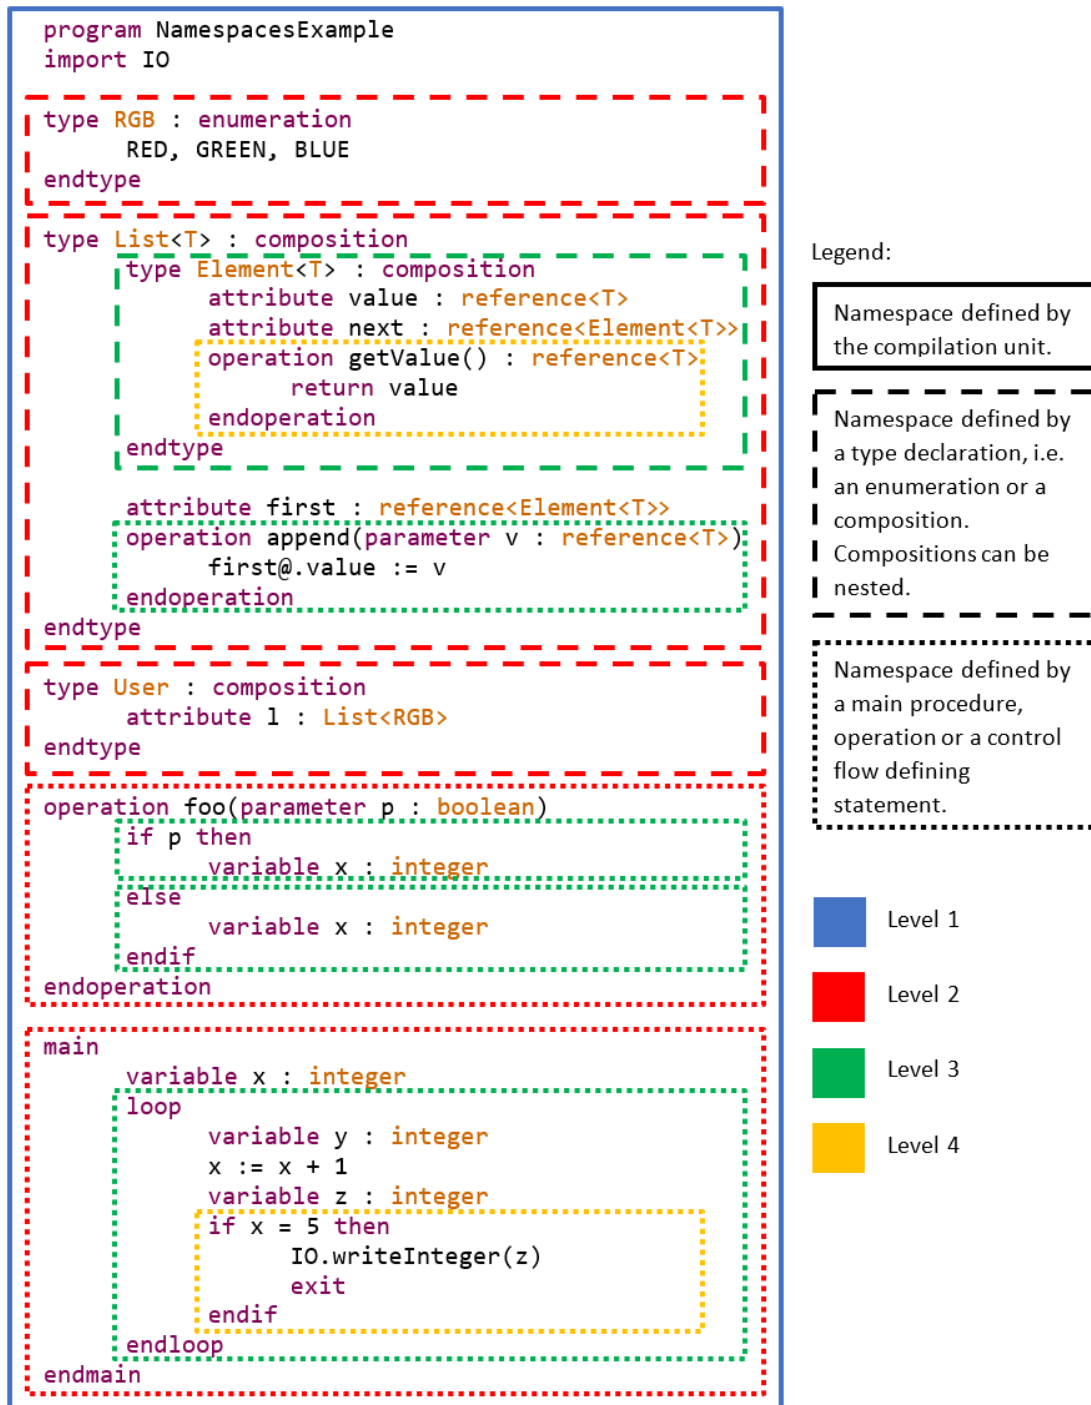 program NamespacesExample
import IO
type RGB : enumeration
RED, GREEN, BLUE
endtype
type List<T> : composition
type Element<T> : composition
attribute value : reference<T>
attribute next : reference<Element<T>>
operation getValue() : reference<T>
return value
endoperation
endtype
attribute first : reference<Element<T>>
operation append(parameter v : reference<T>)
first@.value := v
endoperation
endtype
type User : composition
attribute l : List<RGB>
endtype
operation foo(parameter p : boolean)
if p then
variable x : integer
else
variable x : integer
endif
endoperation
main
variable x : integer
loop
variable y : integer
x := x + 1
variable z : integer
if x = 5 then
IO.writeInteger(z)
exit
endif
endloop
endmain
Legend:
Namespace defined by
the compilation unit.
Namespace defined by
a type declaration, i.e.
an enumeration or a
composition.
Compositions can be
nested.
Namespace defined by
a main procedure,
operation or a control
flow defining
statement.
Level 1
Level 2
Level 3
Level 4